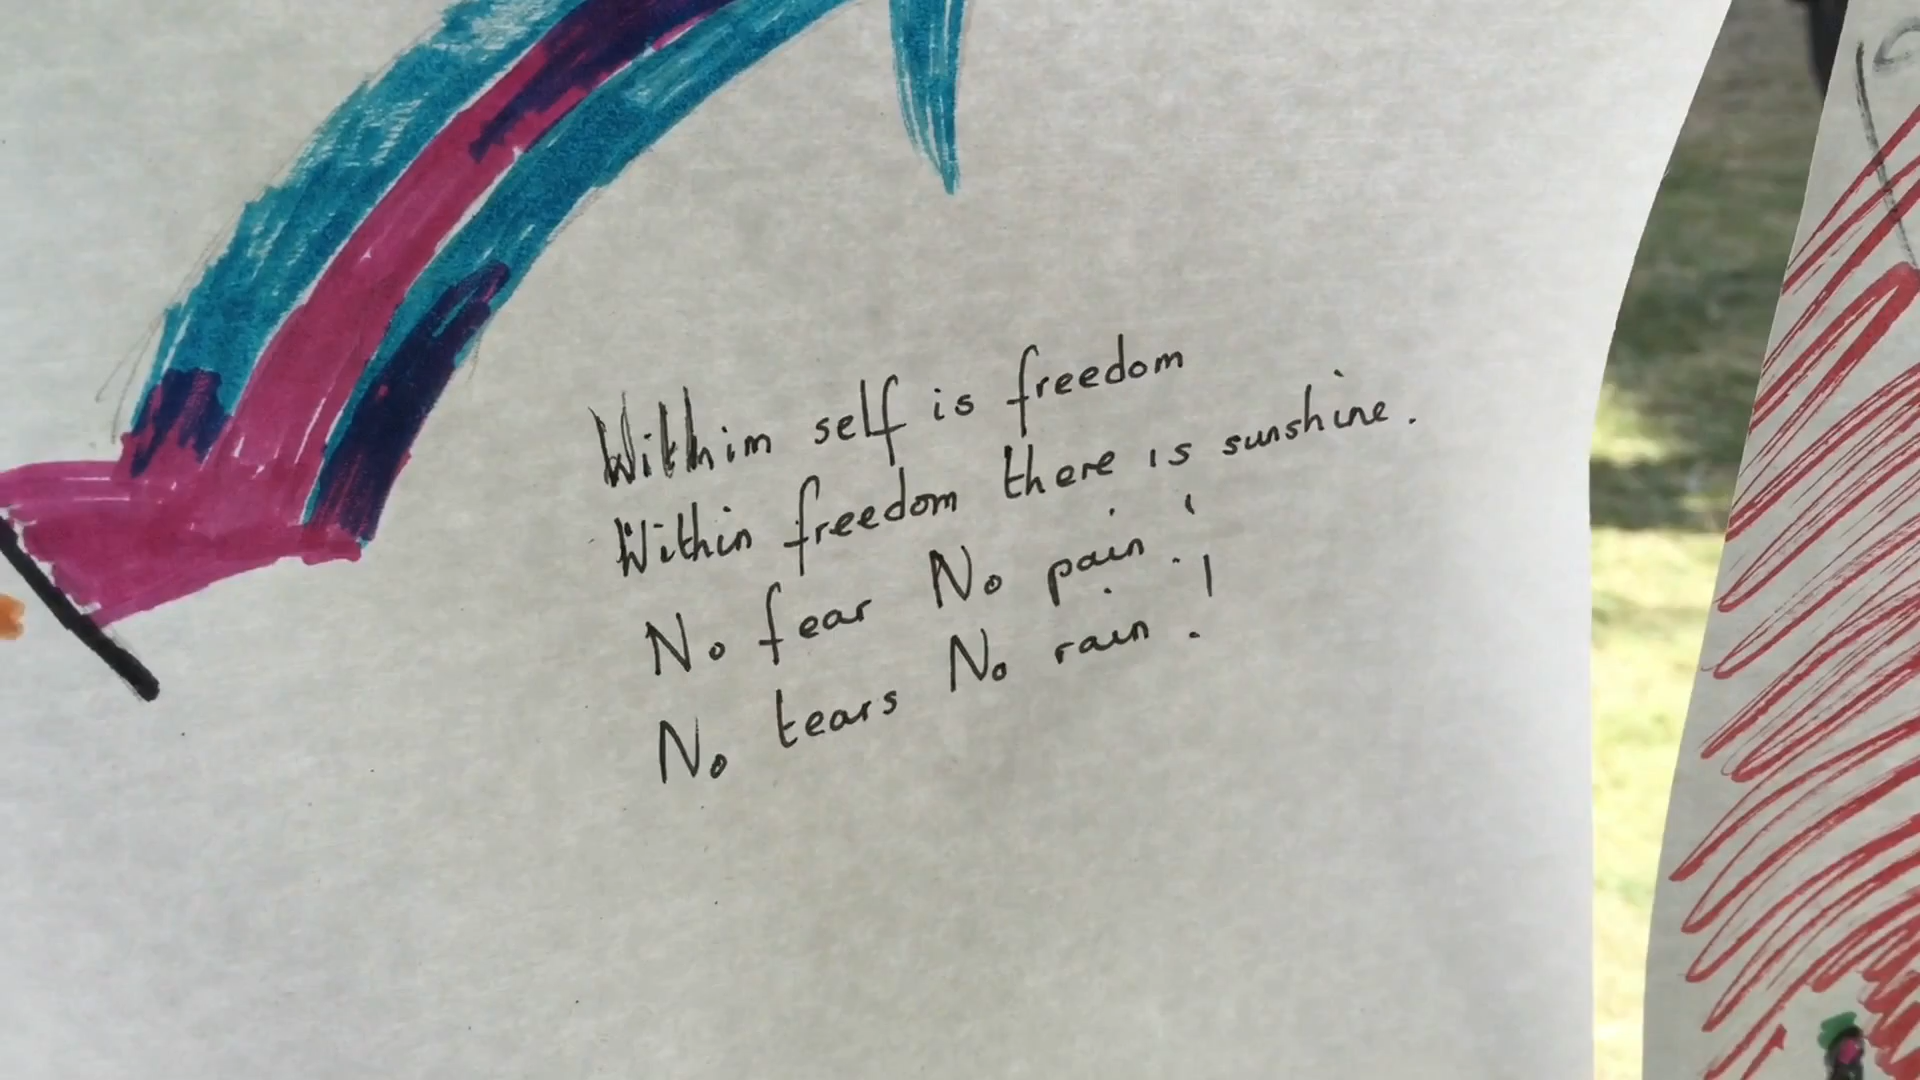 Within self is freedom
Within freedom there is sunshine.
No fear No pain !
No tears No rain !